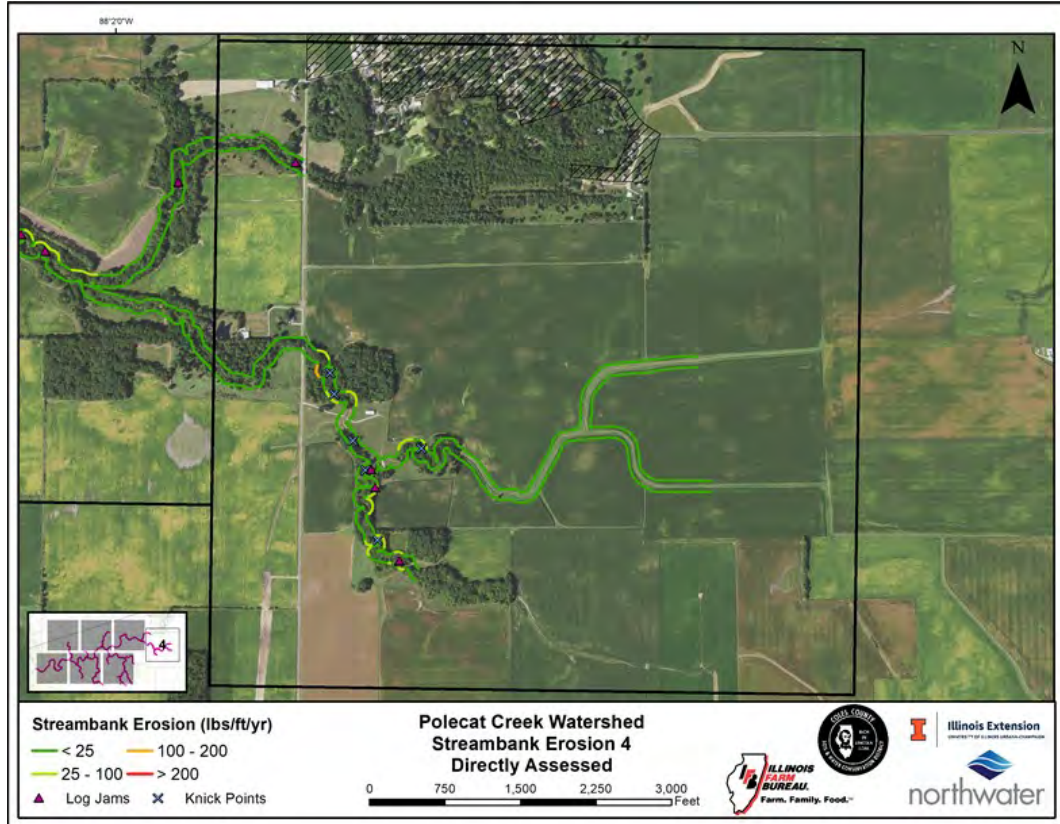 88°2'0"W
N
4
Streambank Erosion (lbs/ft/yr)
< 25
100 - 200
25 - 100
> 200
Log Jams
Knick Points
Polecat Creek Watershed
Streambank Erosion 4
Directly Assessed
0 750 1,500 2,250 3,000
Feet
ILLINOIS
FARM
BUREAU.
Farm. Family. Food.™
COLES COUNTY
I
Illinois Extension
UNIVERSITY OF ILLINOIS URBANA-CHAMPAIGN
northwater